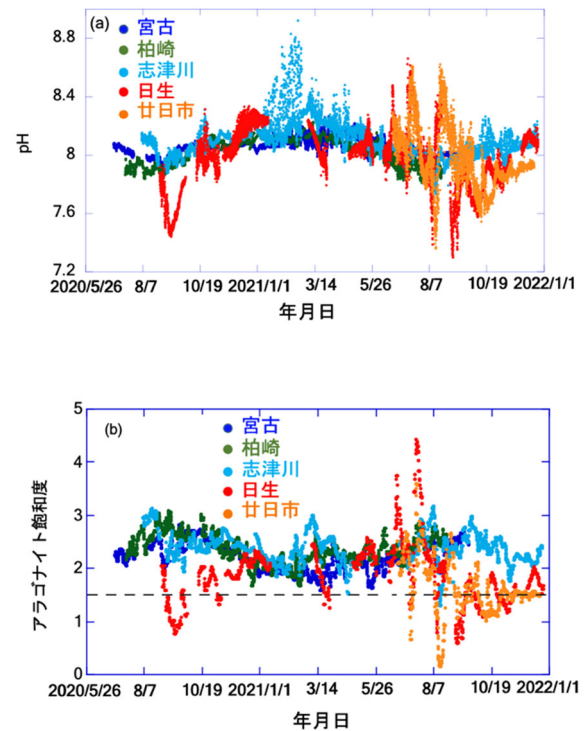 (a)
宮古
柏崎
志津川
日生
廿日市
pH
8.8
8.4
8
7.6
7.2
2020/5/26 8/7 10/19 2021/1/1 3/14 5/26 8/7 10/19 2022/1/1
年月日
(b)
宮古
柏崎
志津川
日生
廿日市
アラゴナイト飽和度
5
4
3
2
1
0
2020/5/26 8/7 10/19 2021/1/1 3/14 5/26 8/7 10/19 2022/1/1
年月日